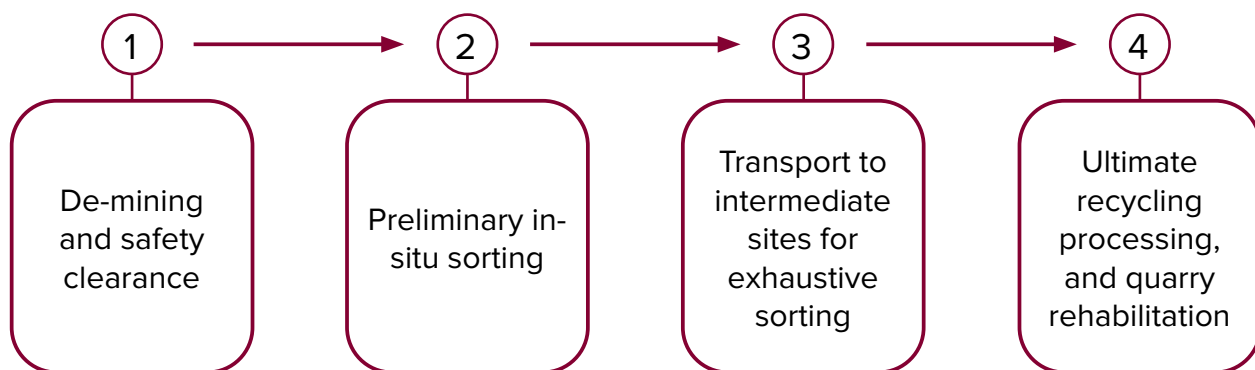 1
2
3
4
De-mining
and safety
clearance
Preliminary in-
situ sorting
Transport to
intermediate
sites for
exhaustive
sorting
Ultimate
recycling
processing,
and quarry
rehabilitation